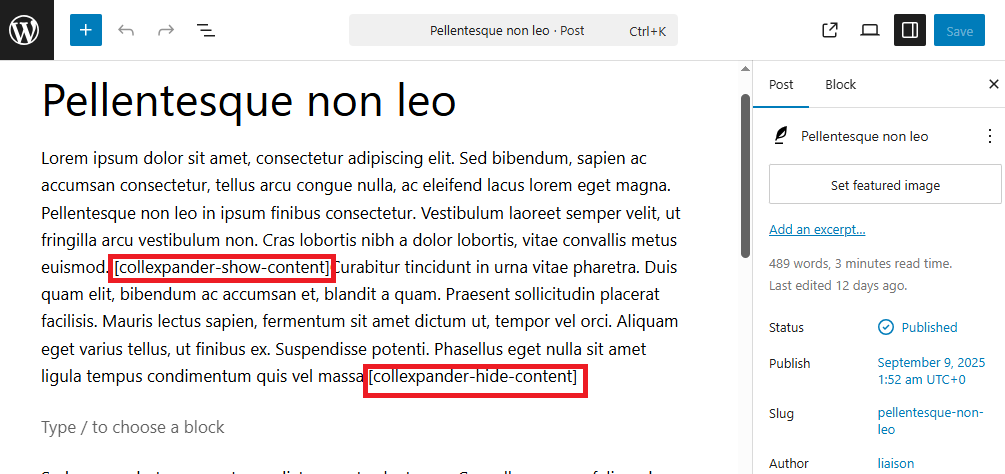 Pellentesque non leo · Post Ctrl+K
Save
Pellentesque non leo
Lorem ipsum dolor sit amet, consectetur adipiscing elit. Sed bibendum, sapien ac
accumsan consectetur, tellus arcu congue nulla, ac eleifend lacus lorem eget magna.
Pellentesque non leo in ipsum finibus consectetur. Vestibulum laoreet semper velit, ut
fringilla arcu vestibulum non. Cras lobortis nibh a dolor lobortis, vitae convallis metus
euismod. [collexpander-show-content]Curabitur tincidunt in urna vitae pharetra. Duis
quam elit, bibendum ac accumsan et, blandit a quam. Praesent sollicitudin placerat
facilisis. Mauris lectus sapien, fermentum sit amet dictum ut, tempor vel orci. Aliquam
eget varius tellus, ut finibus ex. Suspendisse potenti. Phasellus eget nulla sit amet
ligula tempus condimentum quis vel massa[collexpander-hide-content]
Type / to choose a block
Post Block
Pellentesque non leo
Set featured image
Add an excerpt...
489 words, 3 minutes read time.
Last edited 12 days ago.
Status Published
Publish September 9, 2025
1:52 am UTC+0
Slug pellentesque-non-
leo
Author liaison